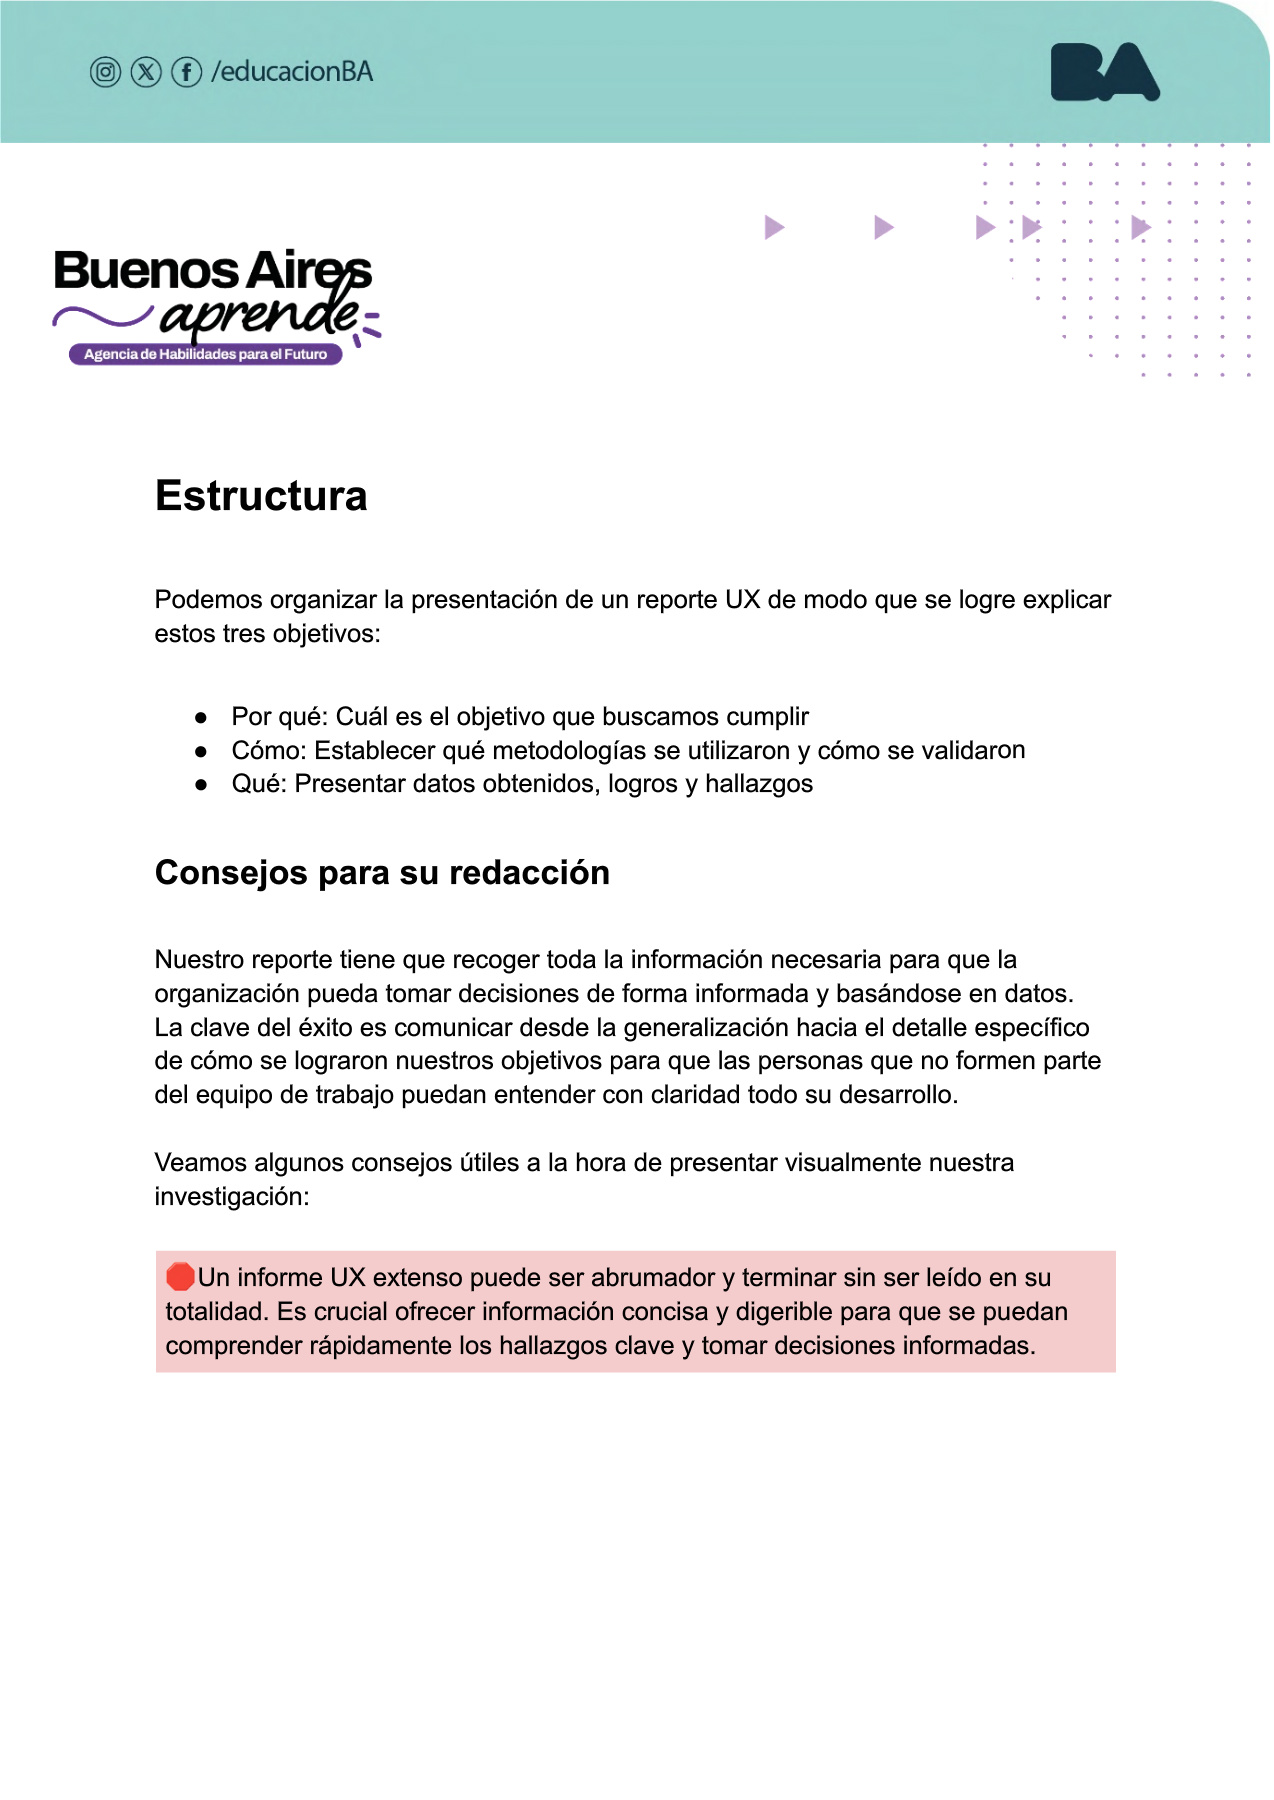 /educacionBA
BA
Buenos Aires
aprende
Agencia de Habilidades para el Futuro
Estructura
Podemos organizar la presentación de un reporte UX de modo que se logre explicar
estos tres objetivos:
● Por qué: Cuál es el objetivo que buscamos cumplir
● Cómo: Establecer qué metodologías se utilizaron y cómo se validaron
● Qué: Presentar datos obtenidos, logros y hallazgos
Consejos para su redacción
Nuestro reporte tiene que recoger toda la información necesaria para que la
organización pueda tomar decisiones de forma informada y basándose en datos.
La clave del éxito es comunicar desde la generalización hacia el detalle específico
de cómo se lograron nuestros objetivos para que las personas que no formen parte
del equipo de trabajo puedan entender con claridad todo su desarrollo.
Veamos algunos consejos útiles a la hora de presentar visualmente nuestra
investigación:
🛑Un informe UX extenso puede ser abrumador y terminar sin ser leído en su
totalidad. Es crucial ofrecer información concisa y digerible para que se puedan
comprender rápidamente los hallazgos clave y tomar decisiones informadas.